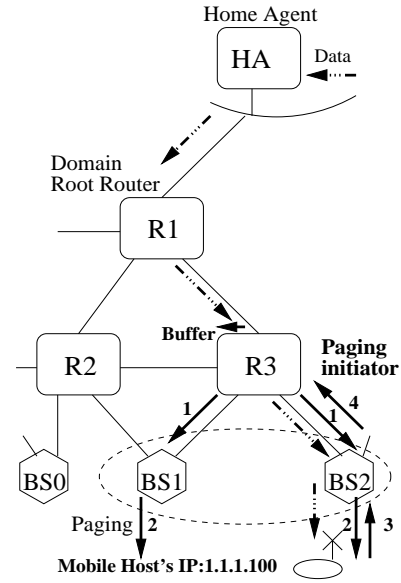 Home Agent
HA
Data
Domain
Root Router
R1
Buffer
Paging
initiator
R2
R3
1
1
4
BS0
BS1
BS2
Paging
2
2
3
Mobile Host's IP:1.1.1.100